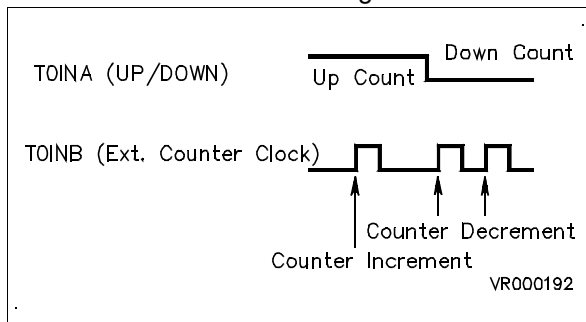 Down Count
TOINA (UP/DOWN)
Up Count
TOINB (Ext. Counter Clock)
Counter Decrement
Counter Increment
VR000192